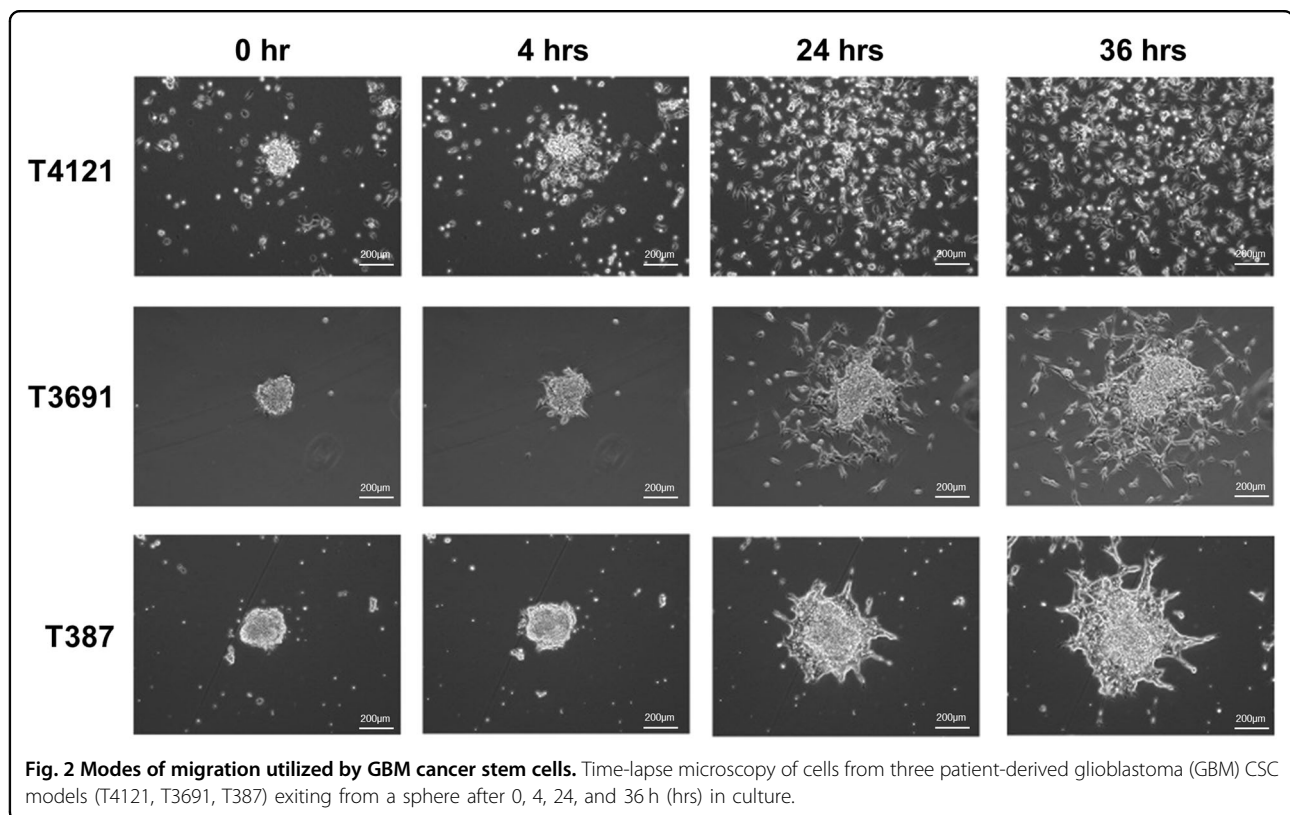 0 hr 4 hrs 24 hrs 36 hrs
T4121
200μm 200μm 200μm 200μm
T3691
200μm 200μm 200μm 200μm
T387
200μm 200μm 200μm 200μm
Fig. 2 Modes of migration utilized by GBM cancer stem cells. Time-lapse microscopy of cells from three patient-derived glioblastoma (GBM) CSC
models (T4121, T3691, T387) exiting from a sphere after 0, 4, 24, and 36 h (hrs) in culture.